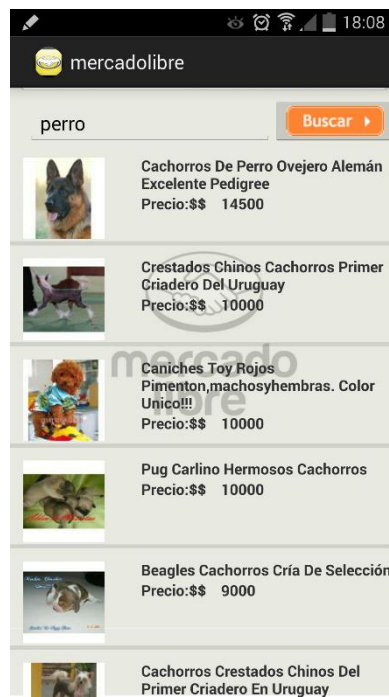 18:08
mercadolibre
perro
Buscar
Cachorros De Perro Ovejero Alemán
Excelente Pedigree
Precio:$$ 14500
Crestados Chinos Cachorros Primer
Criadero Del Uruguay
Precio:$$ 10000
mercado
libre
Caniches Toy Rojos
Pimenton,machosyhembras. Color
Unico!!!
Precio:$$ 10000
Pug Carlino Hermosos Cachorros
Precio:$$ 10000
Beagles Cachorros Cría De Selección
Precio:$$ 9000
Cachorros Crestados Chinos Del
Primer Criadero En Uruguay